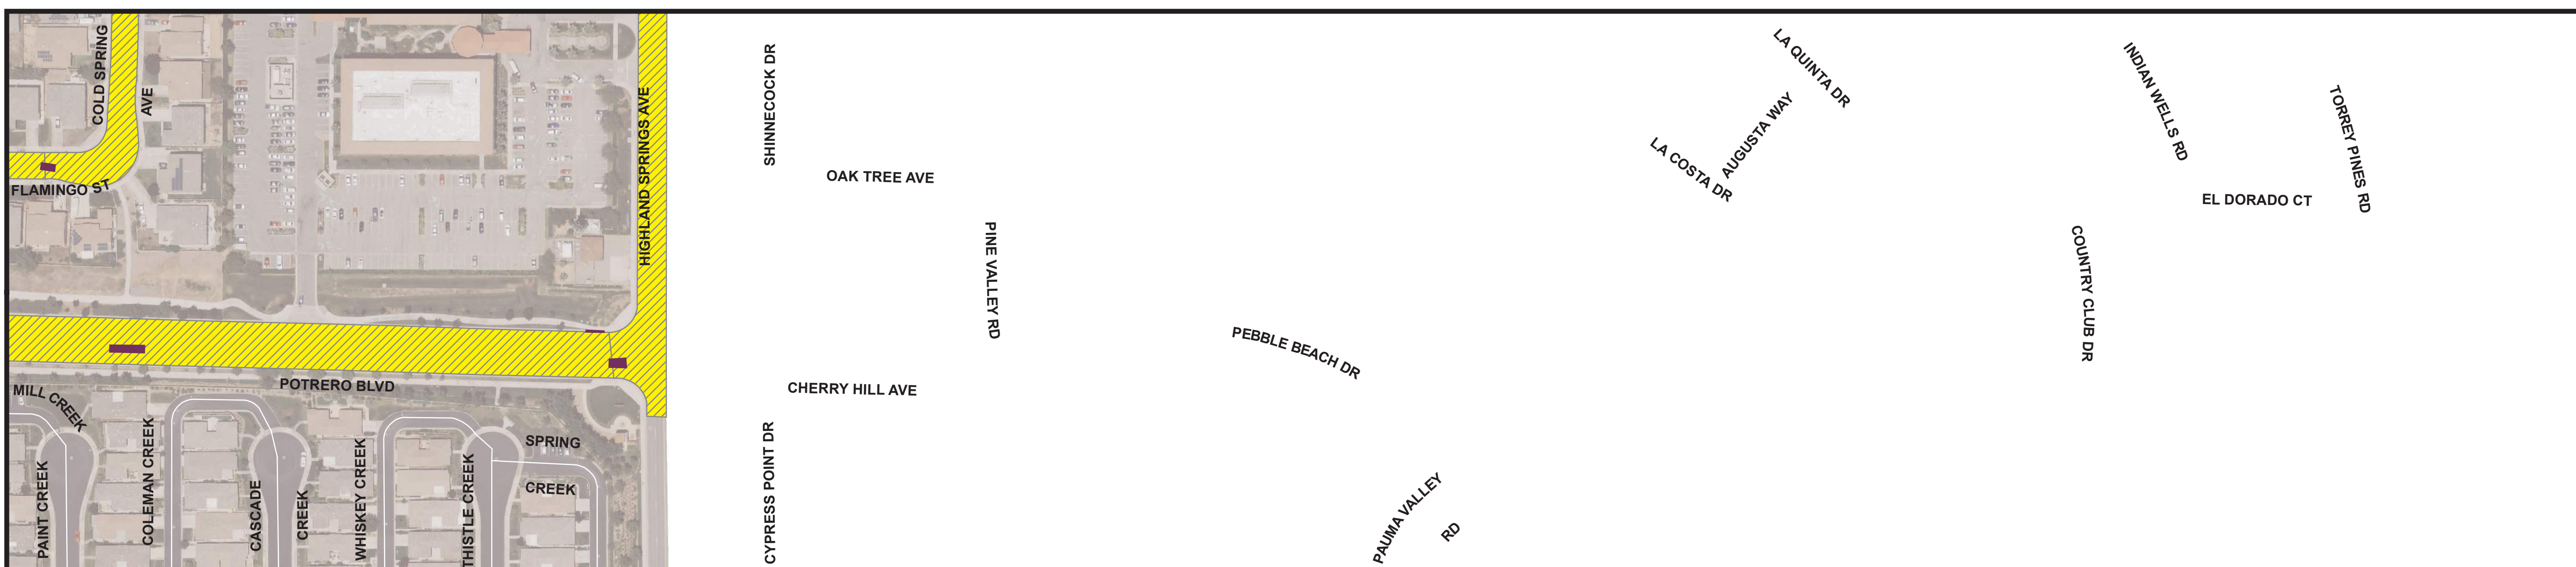 COLD SPRING
AVE
FLAMINGO ST
HIGHLAND SPRINGS AVE
POTRERO BLVD
MILL CREEK
PAINT CREEK
COLEMAN CREEK
CASCADE
CREEK
WHISKEY CREEK
THISTLE CREEK
SPRING
CREEK
SHINNECOCK DR
OAK TREE AVE
PINE VALLEY RD
CHERRY HILL AVE
CYPRESS POINT DR
PEBBLE BEACH DR
PAUMA VALLEY
RD
LA QUINTA DR
AUGUSTA WAY
LA COSTA DR
INDIAN WELLS RD
TORREY PINES RD
EL DORADO CT
COUNTRY CLUB DR